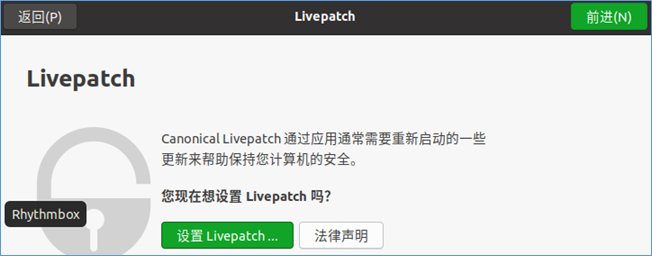 返回(P)
Livepatch
前进(N)
Livepatch
Canonical Livepatch 通过应用通常需要重新启动的一些
更新来帮助保持您计算机的安全。
您现在想设置 Livepatch 吗?
Rhythmbox
设置 Livepatch ...
法律声明